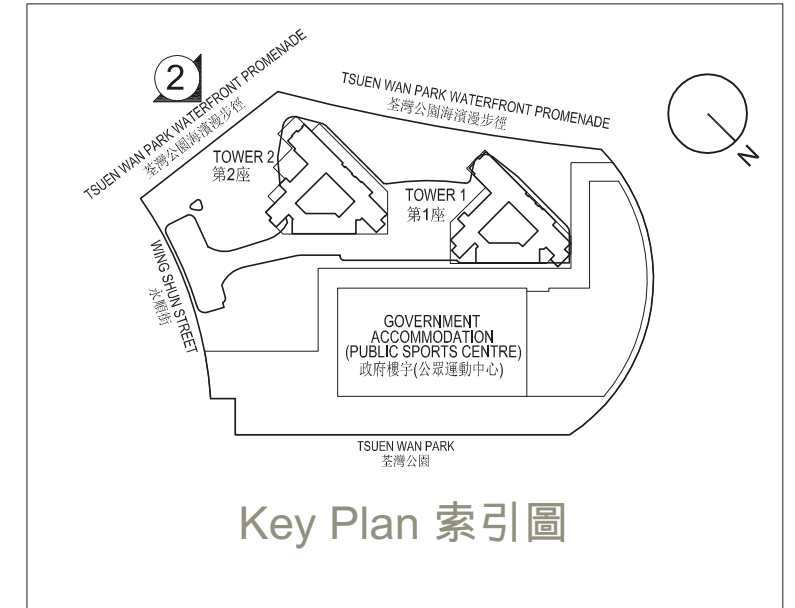 2
TSUEN WAN PARK WATERFRONT PROMENADE
荃灣公園海濱漫步徑
TSUEN WAN PARK WATERFRONT PROMENADE
荃灣公園海濱漫步徑
N
TOWER 2
第2座
TOWER 1
第1座
WING SHUN STREET
永順街
GOVERNMENT
ACCOMMODATION
(PUBLIC SPORTS CENTRE)
政府樓宇(公眾運動中心)
TSUEN WAN PARK
荃灣公園
Key Plan 索引圖